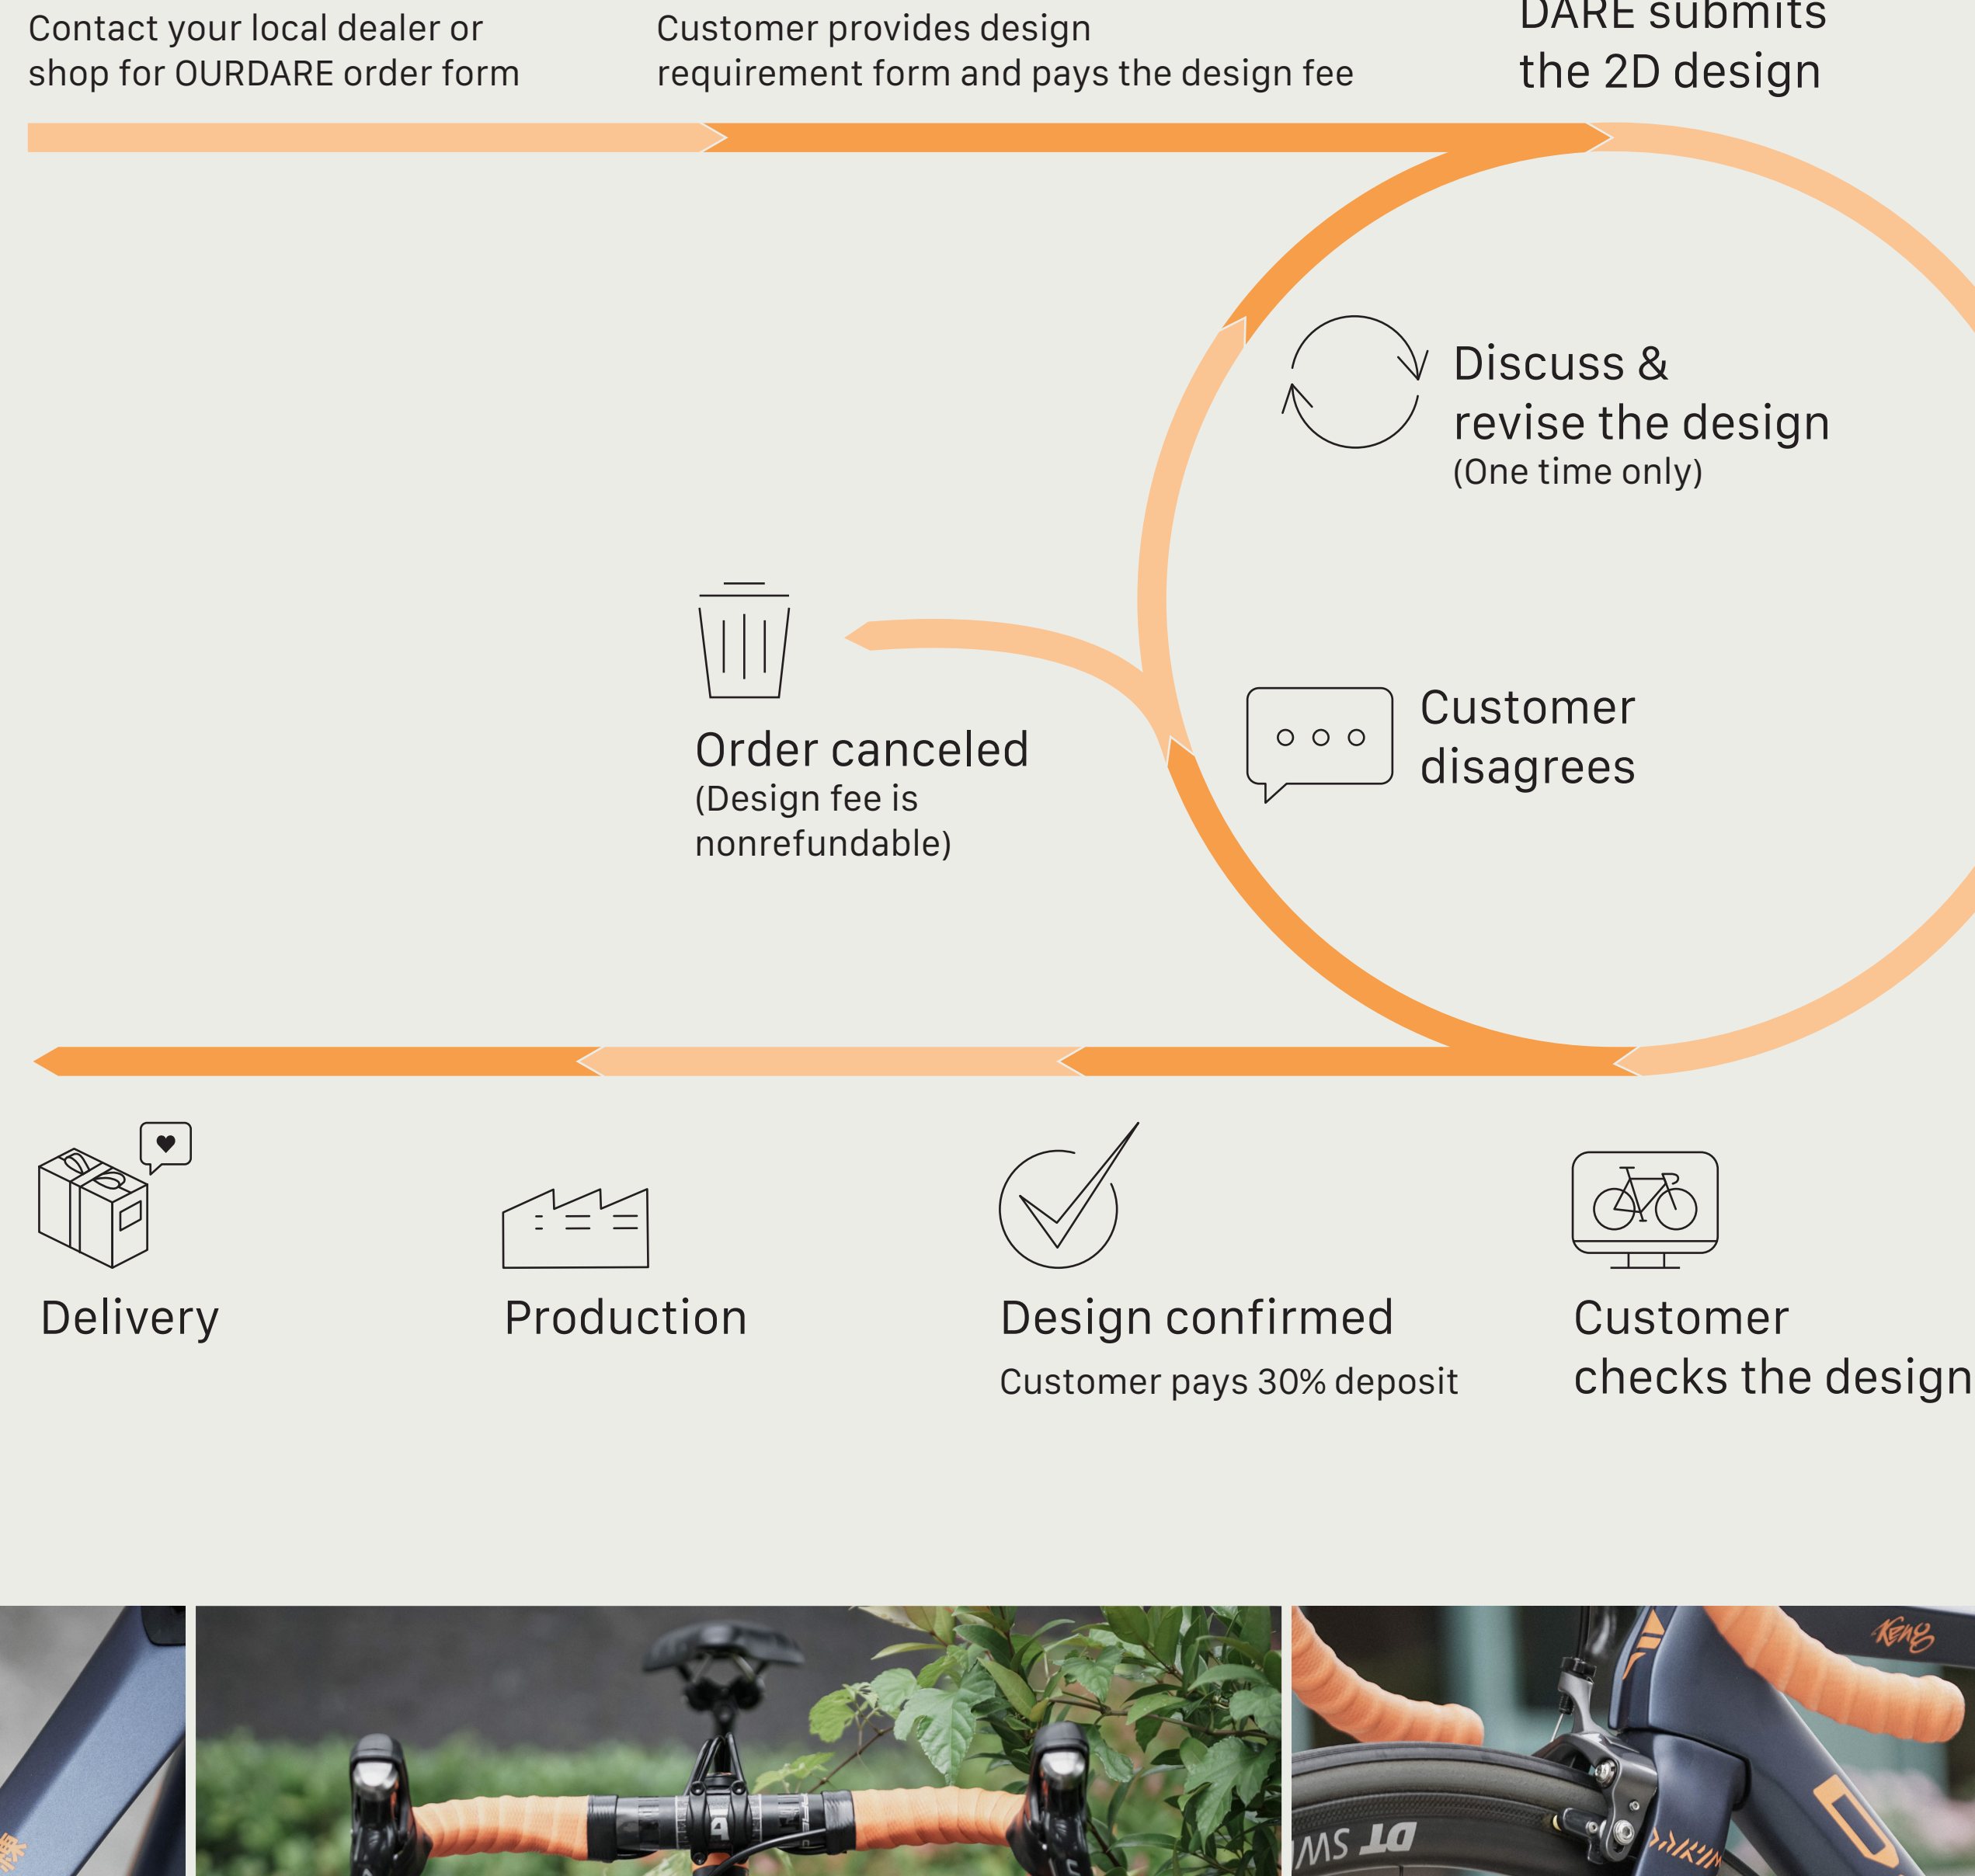 Contact your local dealer or
shop for OURDARE order form
Customer provides design
requirement form and pays the design fee
DARE submits
the 2D design
Discuss &
revise the design
(One time only)
Order canceled
(Design fee is
nonrefundable)
Customer
disagrees
Delivery
Production
Design confirmed
Customer pays 30% deposit
Customer
checks the design
Keng
DT SW